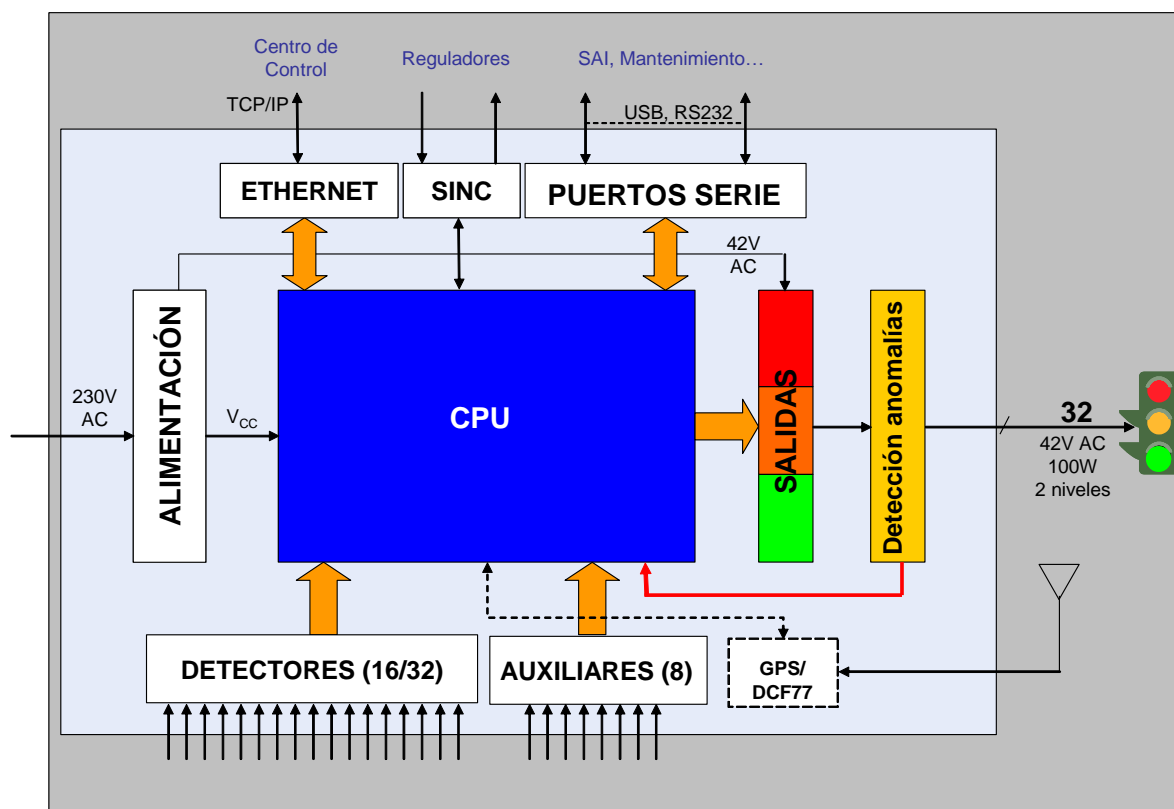 Centro de
Control
Reguladores
SAI, Mantenimiento…
TCP/IP
USB, RS232
ETHERNET
SINC
PUERTOS SERIE
42V
AC
ALIMENTACIÓN
230V
AC
VCC
CPU
SALIDAS
Detección anomalías
32
42V AC
100W
2 niveles
DETECTORES (16/32)
AUXILIARES (8)
GPS/
DCF77